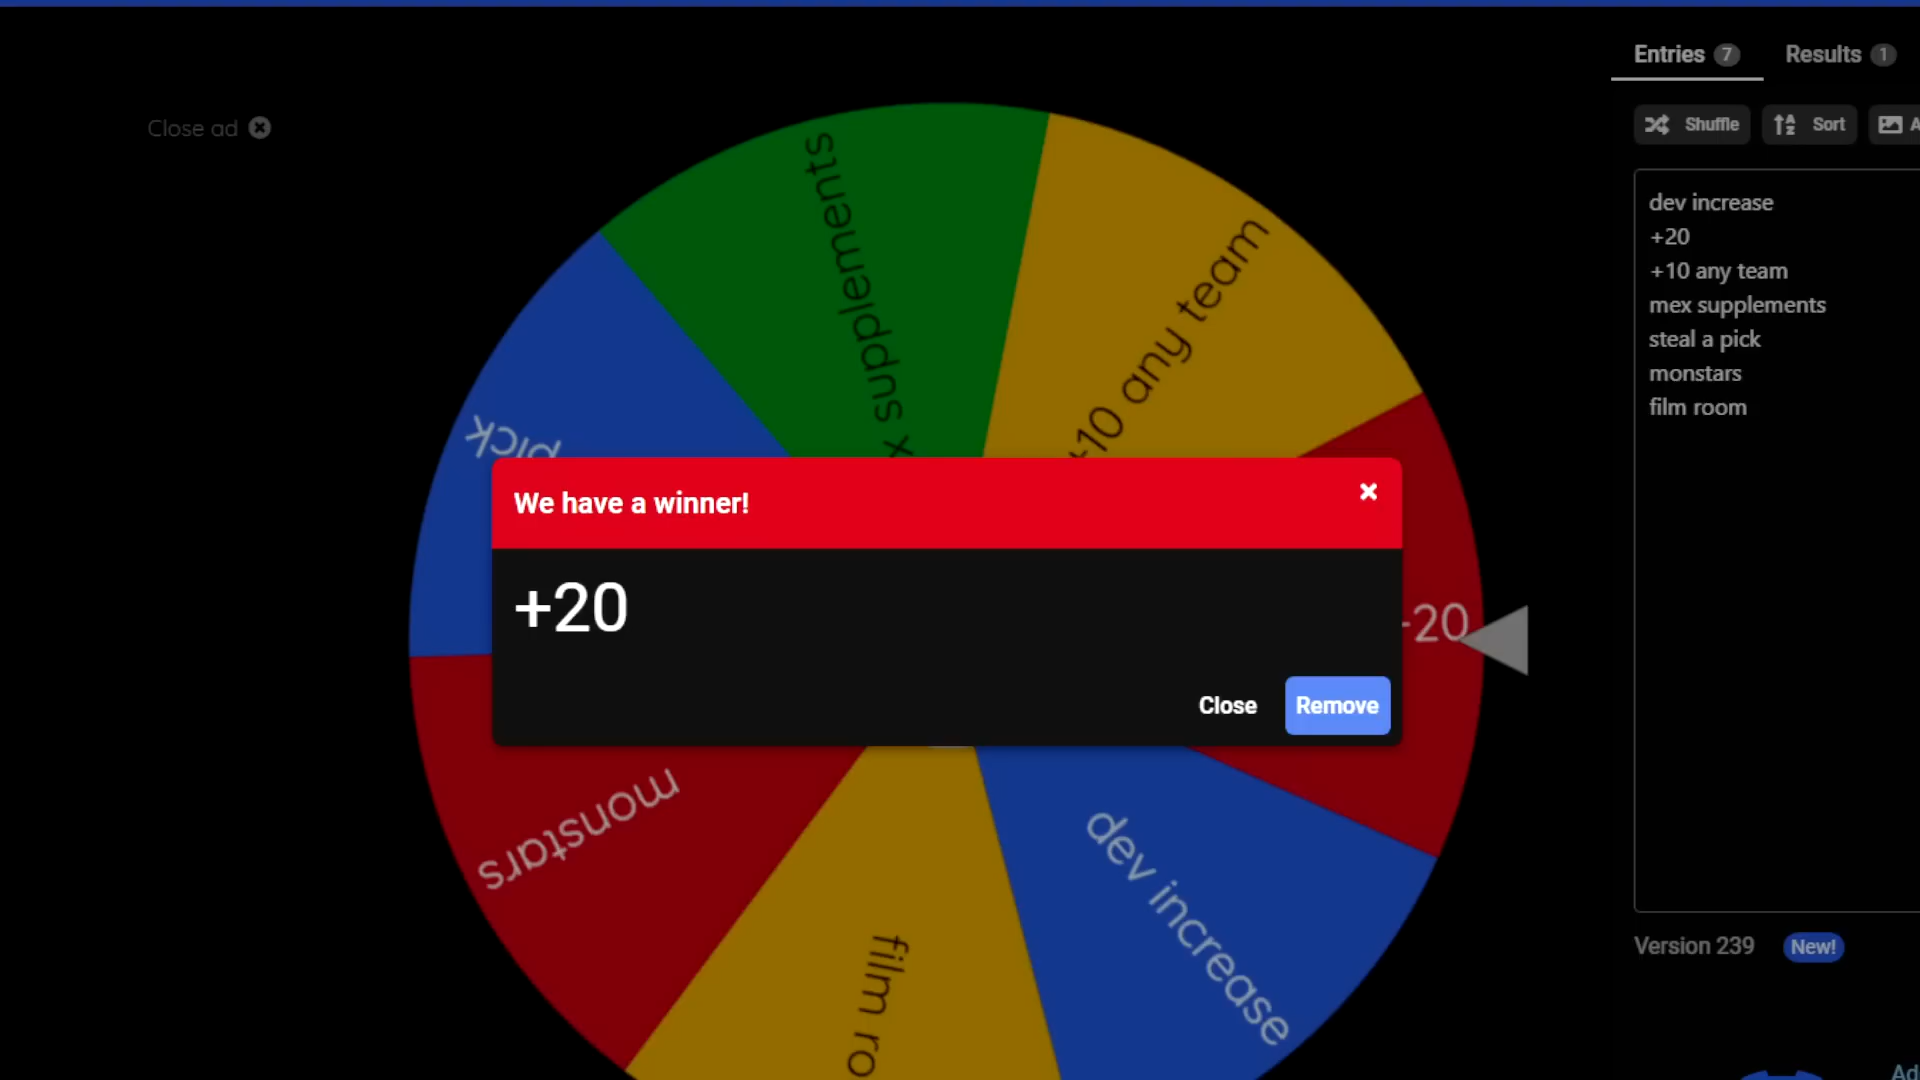 Entries 7
Results 1
Close ad
Shuffle
Sort
A
dev increase
+20
+10 any team
mex supplements
steal a pick
monstars
film room
x supplements
+10 any team
pick
We have a winner!
+20
-20
Close
Remove
monstars
dev increase
film ro
Version 239
New!
Ad